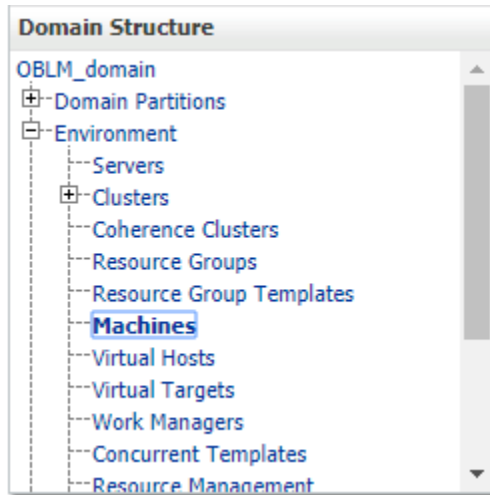 Domain Structure
OBLM_domain
Domain Partitions
Environment
Servers
Clusters
Coherence Clusters
Resource Groups
Resource Group Templates
Machines
Virtual Hosts
Virtual Targets
Work Managers
Concurrent Templates
Resource Management